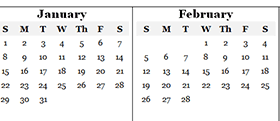 January
S M T W Th F S
1 2 3 4 5 6 7
8 9 10 11 12 13 14
15 16 17 18 19 20 21
22 23 24 25 26 27 28
29 30 31
February
S M T W Th F S
1 2 3 4
5 6 7 8 9 10 11
12 13 14 15 16 17 18
19 20 21 22 23 24 25
26 27 28